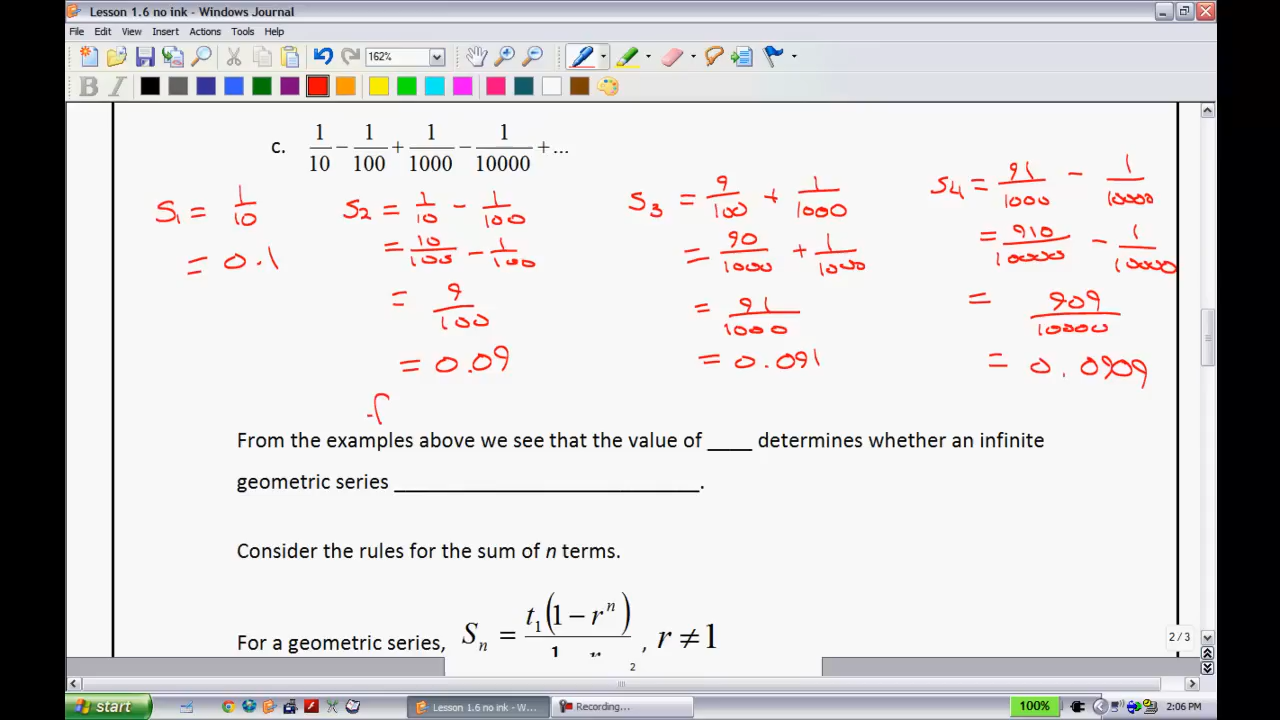 Lesson 1.6 no ink - Windows Journal
File Edit View Insert Actions Tools Help
162%
B I
c. 1/10 − 1/100 + 1/1000 − 1/10000 + ...
S₁ = 1/10
= 0.1
S₂ = 1/10 − 1/100
= 10/100 − 1/100
= 9/100
= 0.09
S₃ = 9/100 + 1/1000
= 90/1000 + 1/1000
= 91/1000
= 0.091
S₄ = 91/1000 − 1/10000
= 910/10000 − 1/10000
= 909/10000
= 0.0909
From the examples above we see that the value of ____ determines whether an infinite
geometric series ____________________________.
Consider the rules for the sum of n terms.
For a geometric series, Sₙ = t₁(1 − rⁿ)/1 − r, r ≠ 1
2/3
2
start
Lesson 1.6 no ink - W...
Recording...
100%
2:06 PM